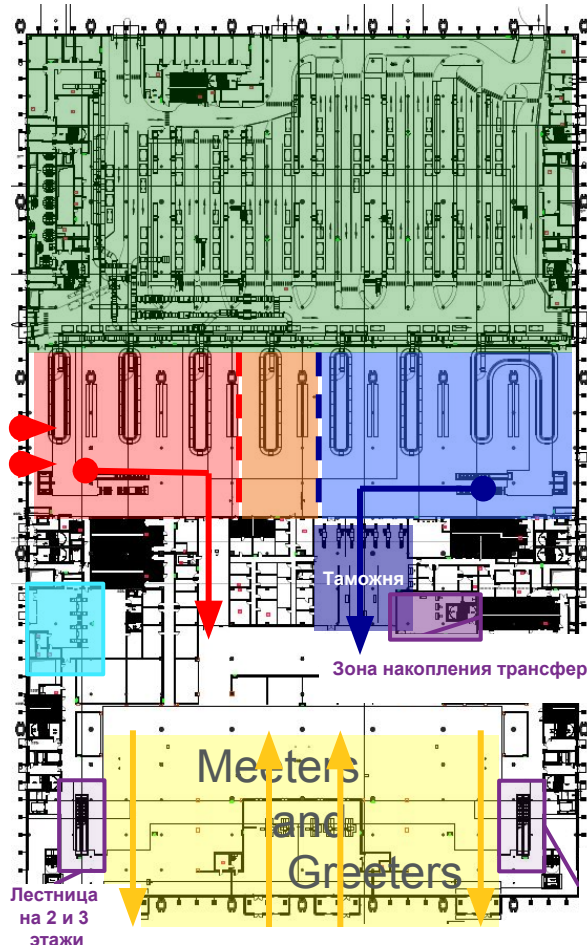 Таможня
Зона накопления трансфер
Meeters
and
Greeters
Лестница
на 2 и 3
этажи